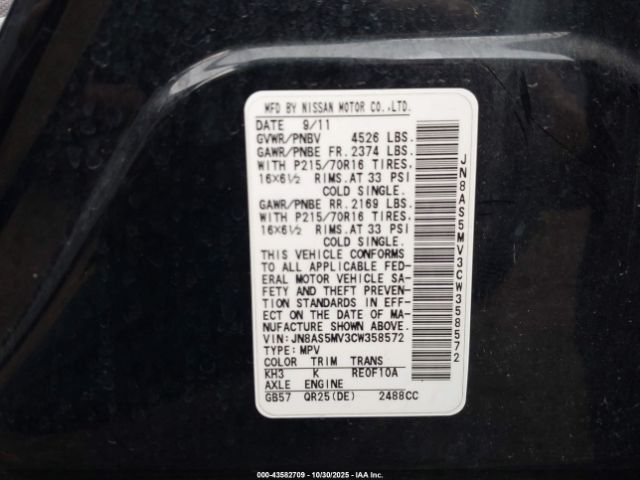 MFD BY NISSAN MOTOR CO.,LTD.
DATE 9/11
GVWR/PNBV 4526 LBS.
GAWR/PNBE FR. 2374 LBS.
WITH P215/70R16 TIRES.
16×6½ RIMS. AT 33 PSI
COLD SINGLE.
GAWR/PNBE RR. 2169 LBS.
WITH P215/70R16 TIRES.
16×6½ RIMS. AT 33 PSI
COLD SINGLE.
THIS VEHICLE CONFORMS
TO ALL APPLICABLE FED-
ERAL MOTOR VEHICLE SA-
FETY AND THEFT PREVEN-
TION STANDARDS IN EFF-
ECT ON THE DATE OF MA-
NUFACTURE SHOWN ABOVE.
VIN: JN8AS5MV3CW358572
TYPE: MPV
COLOR TRIM TRANS
KH3 K RE0F10A
AXLE ENGINE
GB57 QR25(DE) 2488CC
JN8AS5MV3CW358572
000-43582709 - 10/30/2025 - IAA Inc.